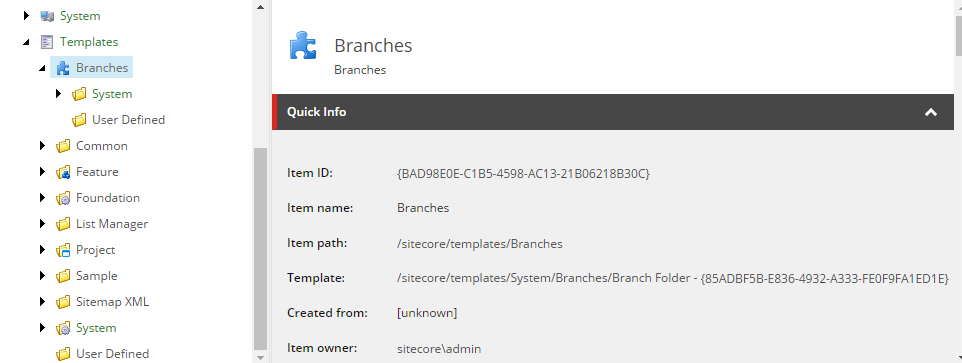 System
Templates
Branches
System
User Defined
Common
Feature
Foundation
List Manager
Project
Sample
Sitemap XML
System
User Defined
Branches
Branches
Quick Info
Item ID: {BAD98E0E-C1B5-4598-AC13-21B06218B30C}
Item name: Branches
Item path: /sitecore/templates/Branches
Template: /sitecore/templates/System/Branches/Branch Folder - {85ADBF5B-E836-4932-A333-FE0F9FA1ED1E}
Created from: [unknown]
Item owner: sitecore\admin